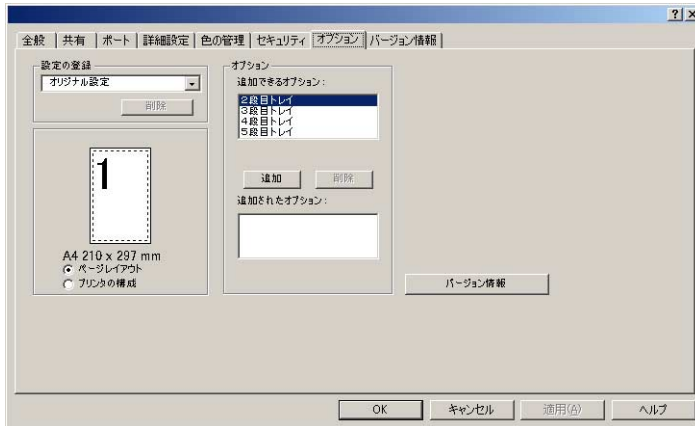 全般 共有 ポート 詳細設定 色の管理 セキュリティ オプション バージョン情報
設定の登録
オリジナル設定
削除
1
A4 210 x 297 mm
ページレイアウト
プリンタの構成
オプション
追加できるオプション:
2段目トレイ
3段目トレイ
4段目トレイ
5段目トレイ
追加 削除
追加されたオプション:
バージョン情報
OK キャンセル 適用(A) ヘルプ